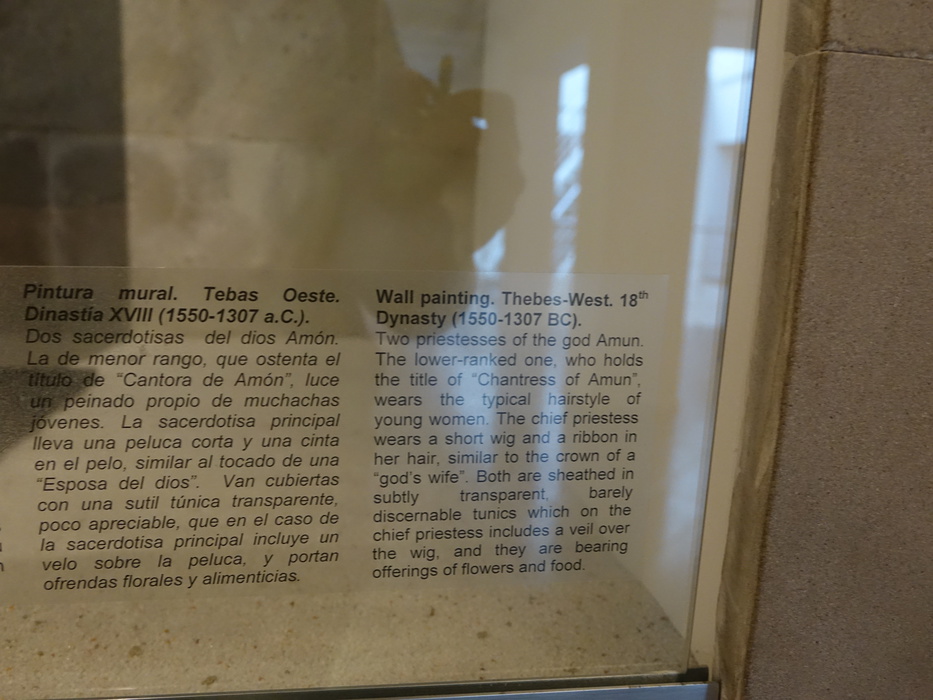 Pintura mural. Tebas Oeste.
Dinastía XVIII (1550-1307 a.C.).
Dos sacerdotisas del dios Amón.
La de menor rango, que ostenta el
título de “Cantora de Amón”, luce
un peinado propio de muchachas
jóvenes. La sacerdotisa principal
lleva una peluca corta y una cinta
en el pelo, similar al tocado de una
“Esposa del dios”. Van cubiertas
con una sutil túnica transparente,
poco apreciable, que en el caso de
la sacerdotisa principal incluye un
velo sobre la peluca, y portan
ofrendas florales y alimenticias.
Wall painting. Thebes-West. 18th
Dynasty (1550-1307 BC).
Two priestesses of the god Amun.
The lower-ranked one, who holds
the title of “Chantress of Amun”,
wears the typical hairstyle of
young women. The chief priestess
wears a short wig and a ribbon in
her hair, similar to the crown of a
“god’s wife”. Both are sheathed in
subtly transparent, barely
discernable tunics which on the
chief priestess includes a veil over
the wig, and they are bearing
offerings of flowers and food.